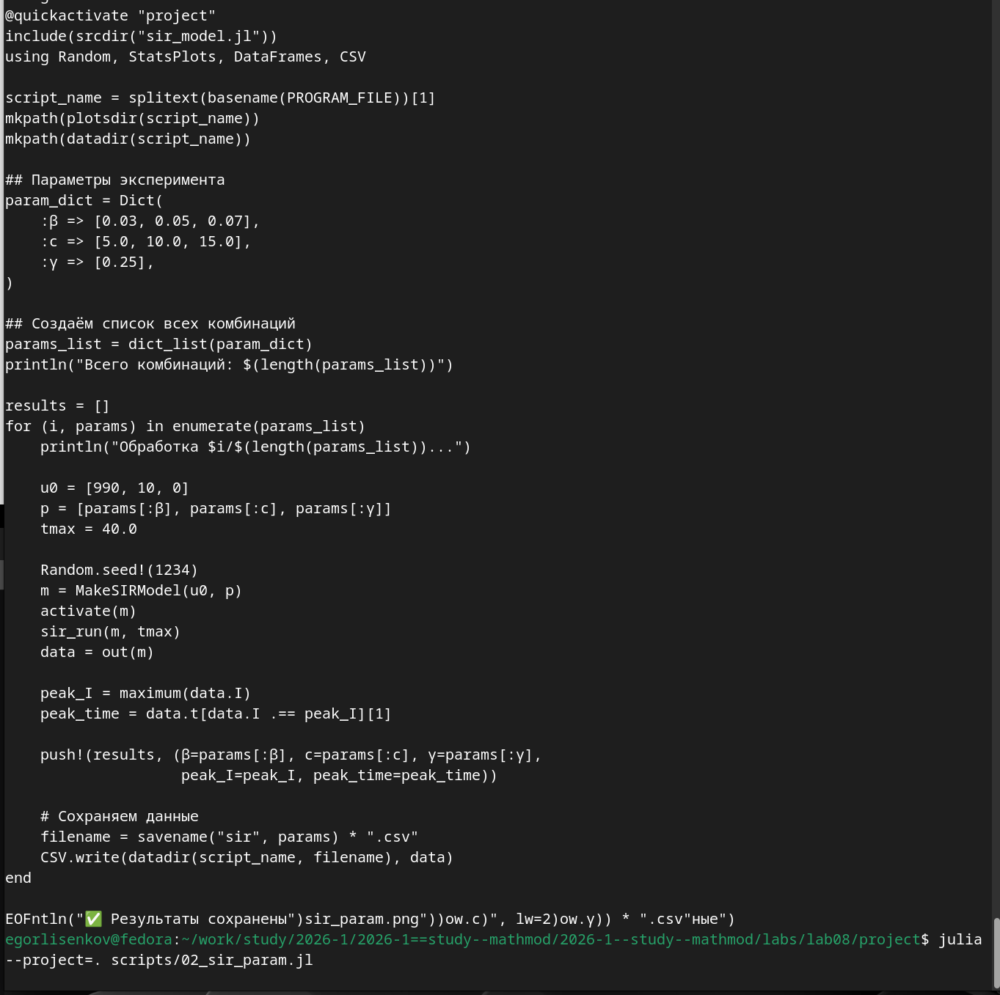 @quickactivate "project"
include(srcdir("sir_model.jl"))
using Random, StatsPlots, DataFrames, CSV
script_name = splitext(basename(PROGRAM_FILE))[1]
mkpath(plotsdir(script_name))
mkpath(datadir(script_name))
## Параметры эксперимента
param_dict = Dict(
    :β => [0.03, 0.05, 0.07],
    :c => [5.0, 10.0, 15.0],
    :γ => [0.25],
)
## Создаём список всех комбинаций
params_list = dict_list(param_dict)
println("Всего комбинаций: $(length(params_list))")
results = []
for (i, params) in enumerate(params_list)
    println("Обработка $i/$(length(params_list))...")
    u0 = [990, 10, 0]
    p = [params[:β], params[:c], params[:γ]]
    tmax = 40.0
    Random.seed!(1234)
    m = MakeSIRModel(u0, p)
    activate(m)
    sir_run(m, tmax)
    data = out(m)
    peak_I = maximum(data.I)
    peak_time = data.t[data.I .== peak_I][1]
    push!(results, (β=params[:β], c=params[:c], γ=params[:γ],
                    peak_I=peak_I, peak_time=peak_time))
    # Сохраняем данные
    filename = savename("sir", params) * ".csv"
    CSV.write(datadir(script_name, filename), data)
end
EOFntln("✅ Результаты сохранены")sir_param.png"))ow.c)", lw=2)ow.γ)) * ".csv"ные")
egorlisenkov@fedora:~/work/study/2026-1/2026-1==study--mathmod/2026-1--study--mathmod/labs/lab08/project$ julia
--project=. scripts/02_sir_param.jl